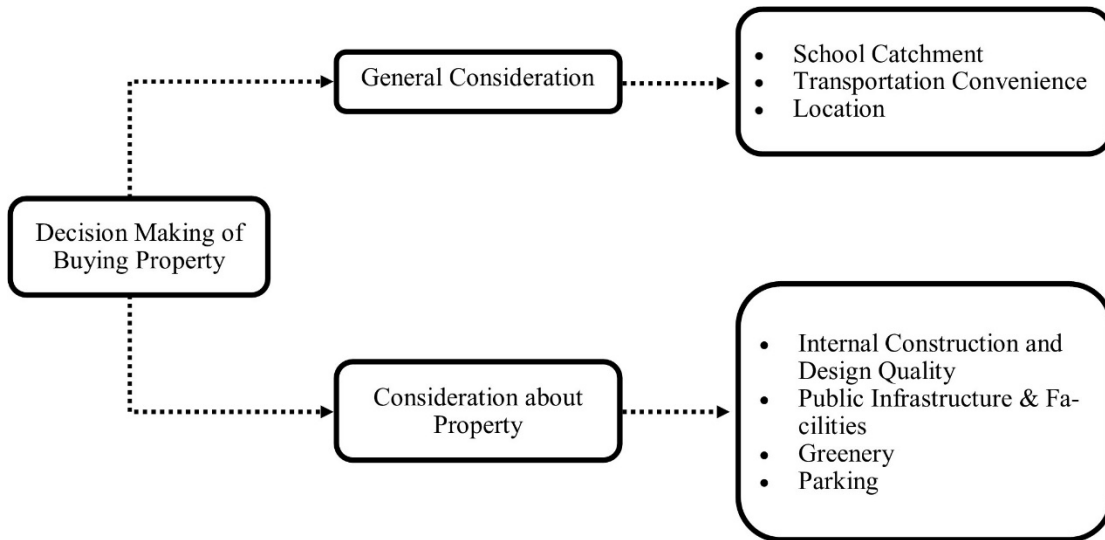 General Consideration
• School Catchment
• Transportation Convenience
• Location
Decision Making of
Buying Property
Consideration about
Property
• Internal Construction and
Design Quality
• Public Infrastructure & Fa-
cilities
• Greenery
• Parking